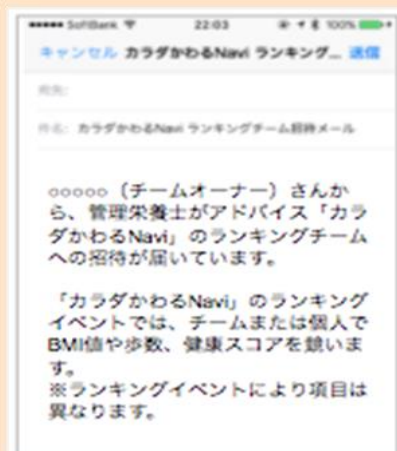 SoftBank 22:03 100%
キャンセル カラダかわるNavi ランキング... 送信
宛先:
件名: カラダかわるNavi ランキングチーム招待メール
○○○○○（チームオーナー）さんか
ら、管理栄養士がアドバイス「カラ
ダかわるNavi」のランキングチーム
への招待が届いています。
「カラダかわるNavi」のランキング
イベントでは、チームまたは個人で
BMI値や歩数、健康スコアを競いま
す。
※ランキングイベントにより項目は
異なります。